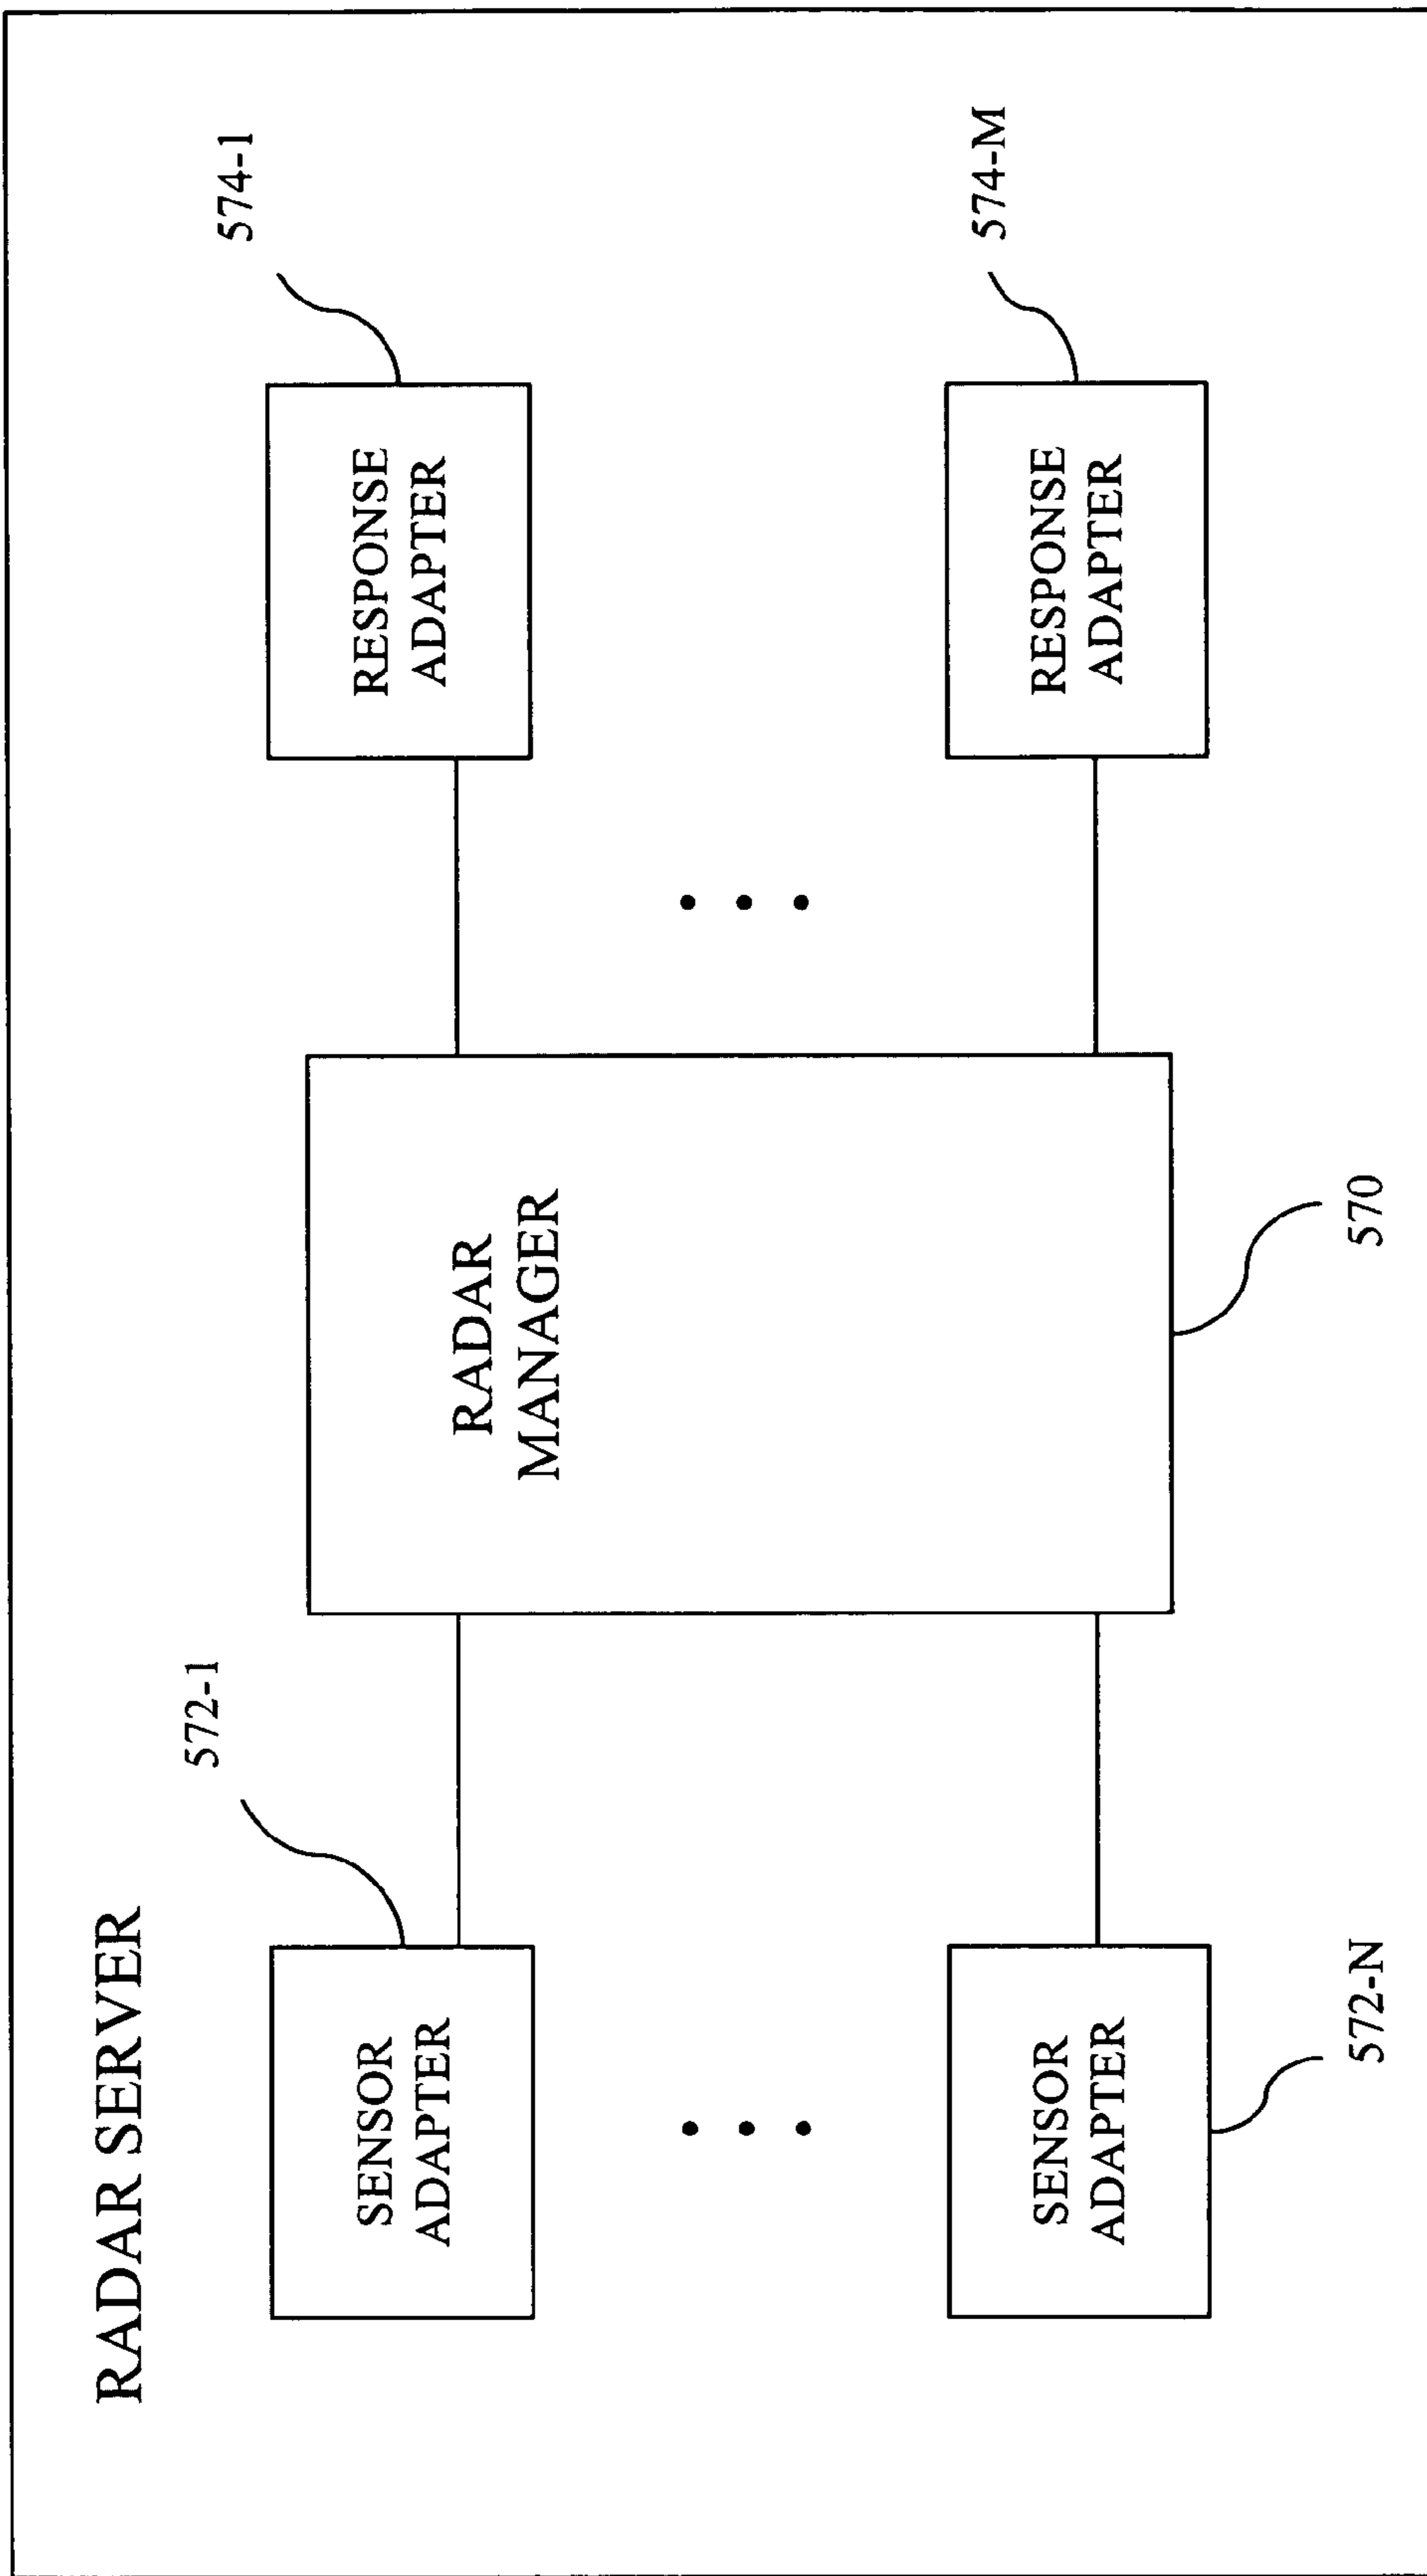 RADAR SERVER
572-1
574-1
SENSOR
ADAPTER
RADAR
MANAGER
RESPONSE
ADAPTER
SENSOR
ADAPTER
RESPONSE
ADAPTER
574-M
572-N
570